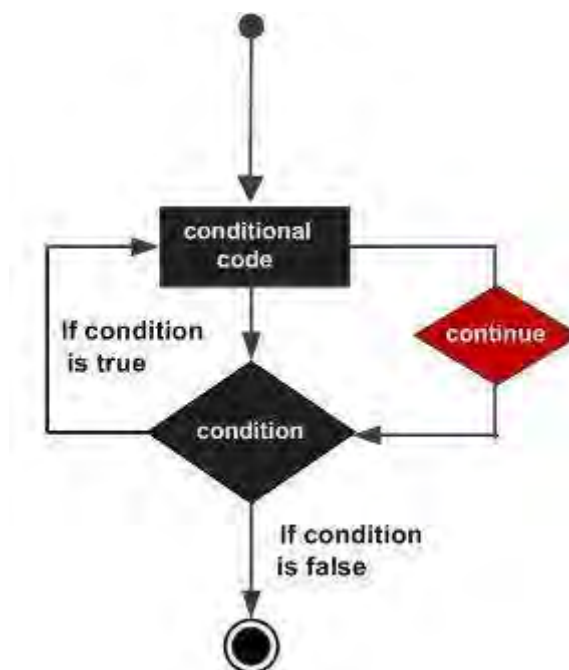 conditional
code
If condition
is true
continue
condition
If condition
is false